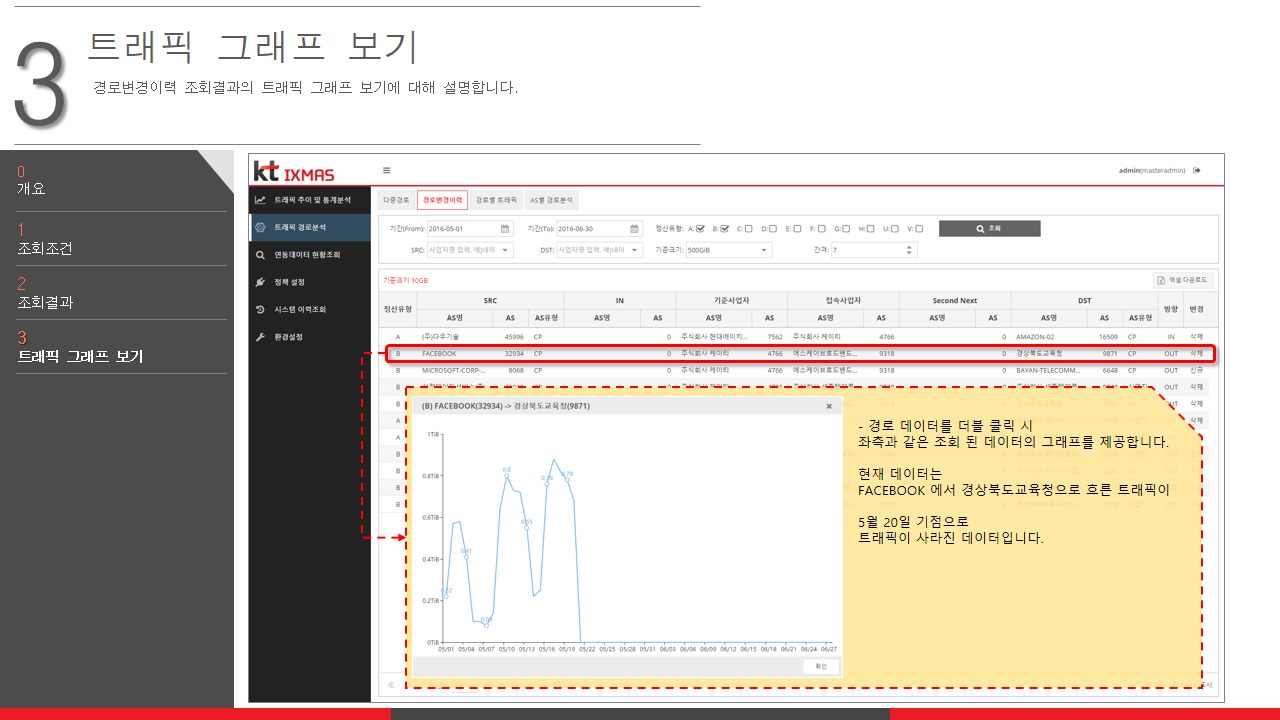 3
트래픽 그래프 보기
경로변경이력 조회결과의 트래픽 그래프 보기에 대해 설명합니다.
0
개요
1
조회조건
2
조회결과
3
트래픽 그래프 보기
kt IXMAS
admin(masteradmin)
트래픽 추이 및 통계분석
트래픽 경로분석
연동데이터 현황조회
정책 설정
시스템 이력조회
환경설정
다중경로 경로변경이력 경로별 트래픽 AS별 경로분석
기간(From): 2016-05-01 기간(To): 2016-06-30 정산유형: A: B: C: D: E: F: G: H: U: V: 조회
SRC: 사업자명 입력, 예)네이 DST: 사업자명 입력, 예)네이 기준크기: 500GiB 간격: 7
기준크기 10GB 엑셀 다운로드
정산유형 SRC IN 기준사업자 접속사업자 Second Next DST 방향 변경
AS명 AS AS유형 AS명 AS AS명 AS AS명 AS AS명 AS AS명 AS AS유형
A (주)다우기술 45996 CP 0 주식회사 현대에이치... 7562 주식회사 케이티 4766 0 AMAZON-02 16509 CP IN 삭제
B FACEBOOK 32934 CP 0 주식회사 케이티 4766 에스케이브로드밴드... 9318 0 경상북도교육청 9871 CP OUT 삭제
B MICROSOFT-CORP-... 8068 CP 0 주식회사 케이티 4766 에스케이브로드밴드... 9318 0 BAYAN-TELECOMM... 6648 CP OUT 신규
B OUT 삭제
B 삭제
A 삭제
A 삭제
B 삭제
B 삭제
B 삭제
B 삭제
(B) FACEBOOK(32934) -> 경상북도교육청(9871)
1TiB
0.8TiB
0.6TiB
0.4TiB
0.2TiB
0TiB
0.22 0.41 0.08 0.8 0.55 0.76 0.78
05/01 05/04 05/07 05/10 05/13 05/16 05/19 05/22 05/25 05/28 05/31 06/03 06/06 06/09 06/12 06/15 06/18 06/21 06/24 06/27
확인
- 경로 데이터를 더블 클릭 시
좌측과 같은 조회 된 데이터의 그래프를 제공합니다.
현재 데이터는
FACEBOOK 에서 경상북도교육청으로 흐른 트래픽이
5월 20일 기점으로
트래픽이 사라진 데이터입니다.